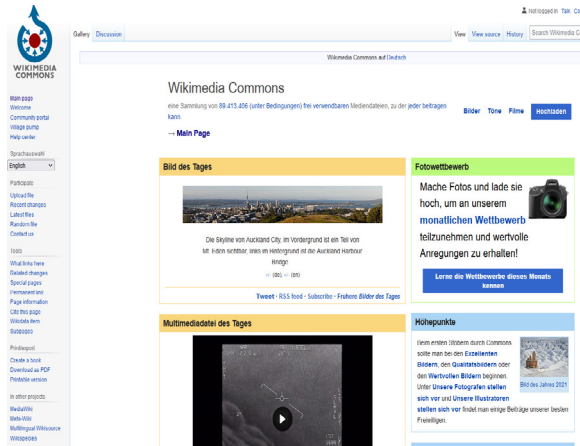 Not logged in Talk
Gallery Discussion
View View source History Search Wikimedia
WIKIMEDIA
COMMONS
Wikimedia Commons auf Deutsch
Main page
Welcome
Community portal
Village pump
Help center
Sprachauswahl
English
Participate
Upload file
Recent changes
Latest files
Random file
Contact us
Tools
What links here
Related changes
Special pages
Permanent link
Page information
Cite this page
Wikidata item
Subpages
Print/export
Create a book
Download as PDF
Printable version
In other projects
MediaWiki
Meta-Wiki
Multilingual Wikisource
Wikispecies
Wikimedia Commons
eine Sammlung von 89.413.406 (unter Bedingungen) frei verwendbaren Mediendateien, zu der jeder beitragen
kann.
→ Main Page
Bilder Töne Filme Hochladen
Bild des Tages
Die Skyline von Auckland City, im Vordergrund ist ein Teil von
Mt. Eden sichtbar, links im Hintergrund ist die Auckland Harbour
Bridge.
(de), (en)
Tweet · RSS feed · Subscribe · Frühere Bilder des Tages
Multimediadatei des Tages
Fotowettbewerb
Mache Fotos und lade sie
hoch, um an unserem
monatlichen Wettbewerb
teilzunehmen und wertvolle
Anregungen zu erhalten!
Lerne die Wettbewerbe dieses Monats
kennen
Höhepunkte
Beim ersten Stöbern durch Commons
sollte man bei den Exzellenten
Bildern, den Qualitätsbildern oder
den Wertvollen Bildern beginnen.
Unter Unsere Fotografen stellen
sich vor und Unsere Illustratoren
stellen sich vor findet man einige Beiträge unserer besten
Freiwilligen.
Bild des Jahres 2021